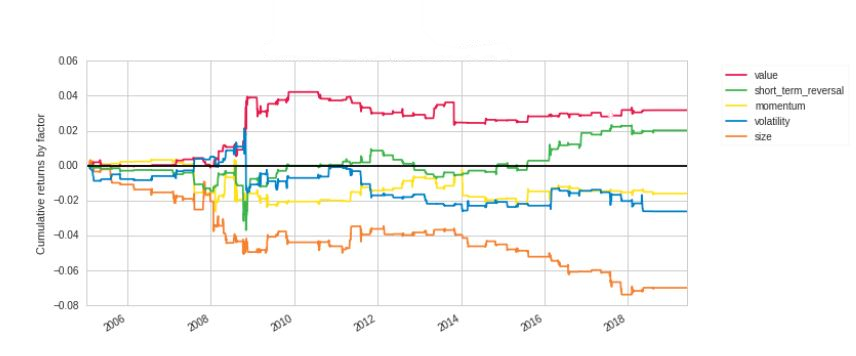 0.06
0.04
0.02
0.00
−0.02
−0.04
−0.06
−0.08
Cumulative returns by factor
2006
2008
2010
2012
2014
2016
2018
value
short_term_reversal
momentum
volatility
size